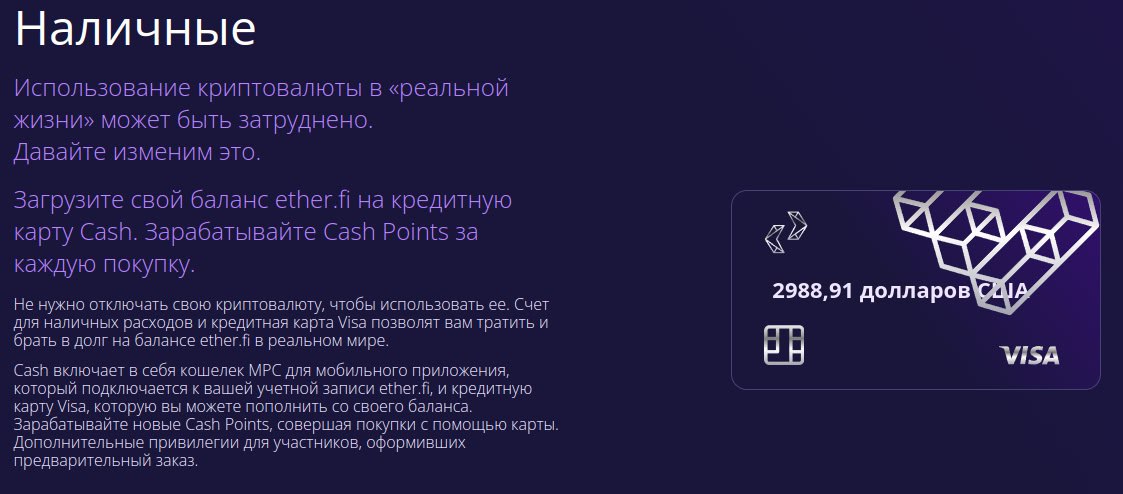 Наличные
Использование криптовалюты в «реальной
жизни» может быть затруднено.
Давайте изменим это.
Загрузите свой баланс ether.fi на кредитную
карту Cash. Зарабатывайте Cash Points за
каждую покупку.
Не нужно отключать свою криптовалюту, чтобы использовать ее. Счет
для наличных расходов и кредитная карта Visa позволят вам тратить и
брать в долг на балансе ether.fi в реальном мире.
Cash включает в себя кошелек MPC для мобильного приложения,
который подключается к вашей учетной записи ether.fi, и кредитную
карту Visa, которую вы можете пополнить со своего баланса.
Зарабатывайте новые Cash Points, совершая покупки с помощью карты.
Дополнительные привилегии для участников, оформивших
предварительный заказ.
2988,91 долларов США
VISA